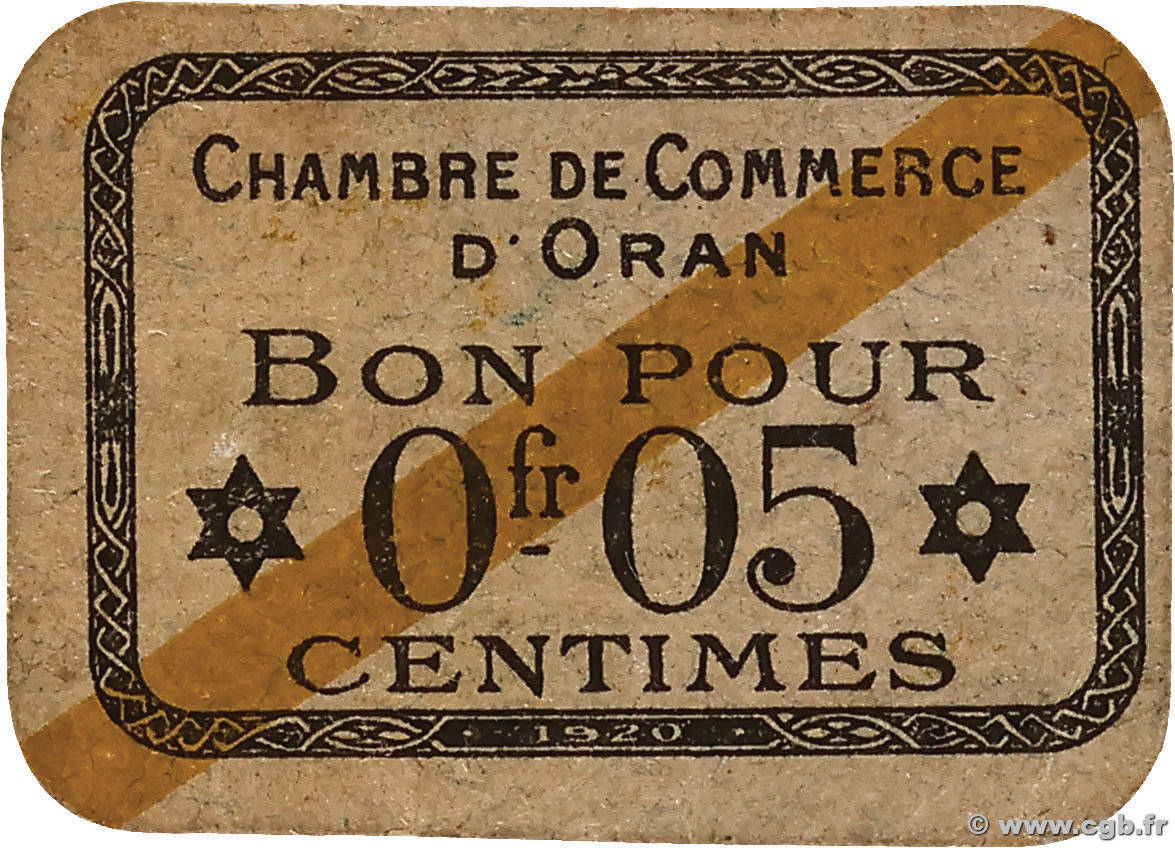 CHAMBRE DE COMMERCE
D'ORAN
BON POUR
0fr 05
CENTIMES
1920
© www.cgb.fr